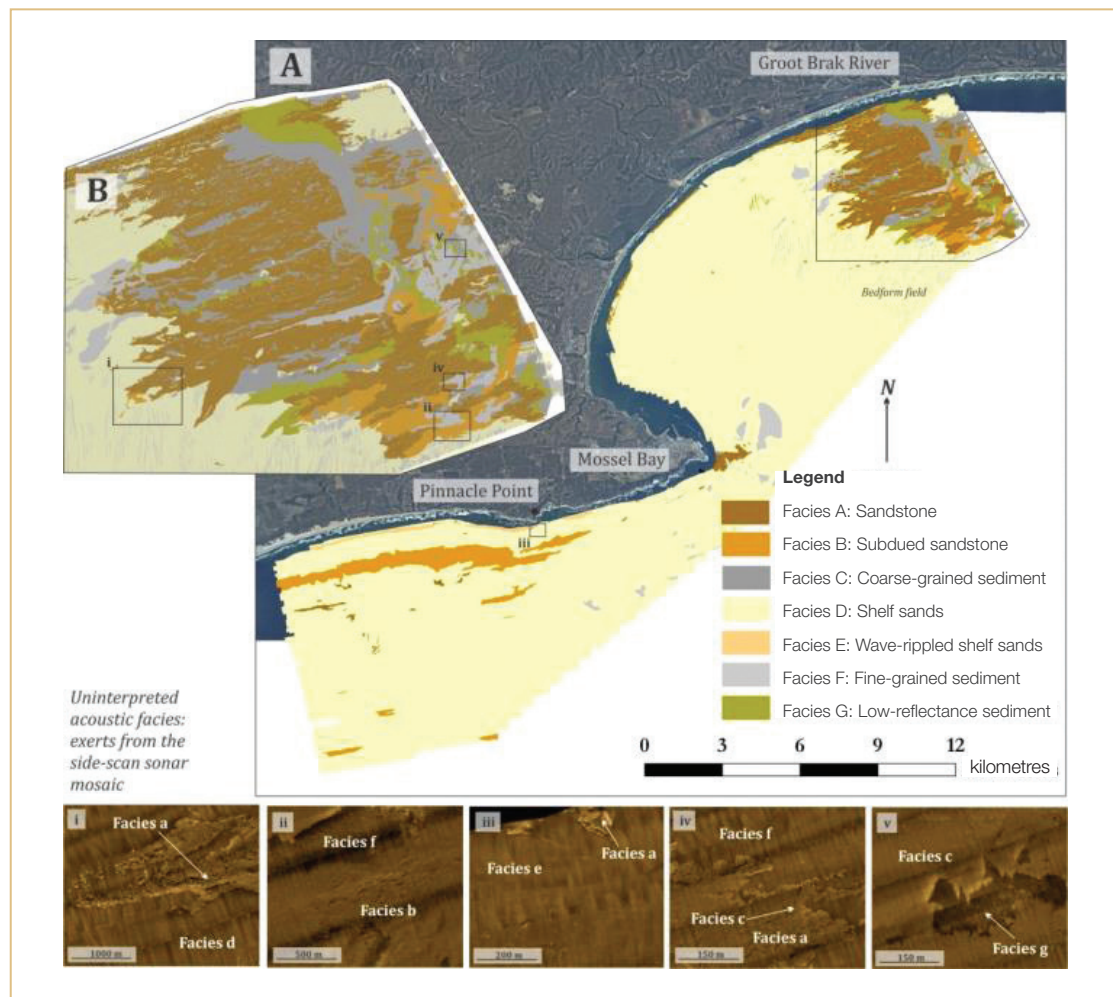 A
Groot Brak River
B
v
i
iv
ii
Bedform field
N
Mossel Bay
Pinnacle Point
iii
Legend
Facies A: Sandstone
Facies B: Subdued sandstone
Facies C: Coarse-grained sediment
Facies D: Shelf sands
Facies E: Wave-rippled shelf sands
Facies F: Fine-grained sediment
Facies G: Low-reflectance sediment
Uninterpreted
acoustic facies:
exerts from the
side-scan sonar
mosaic
0 3 6 9 12
kilometres
i
Facies a
Facies d
1000 m
ii
Facies f
Facies b
500 m
iii
Facies e
Facies a
200 m
iv
Facies f
Facies c
Facies a
150 m
v
Facies c
Facies g
150 m